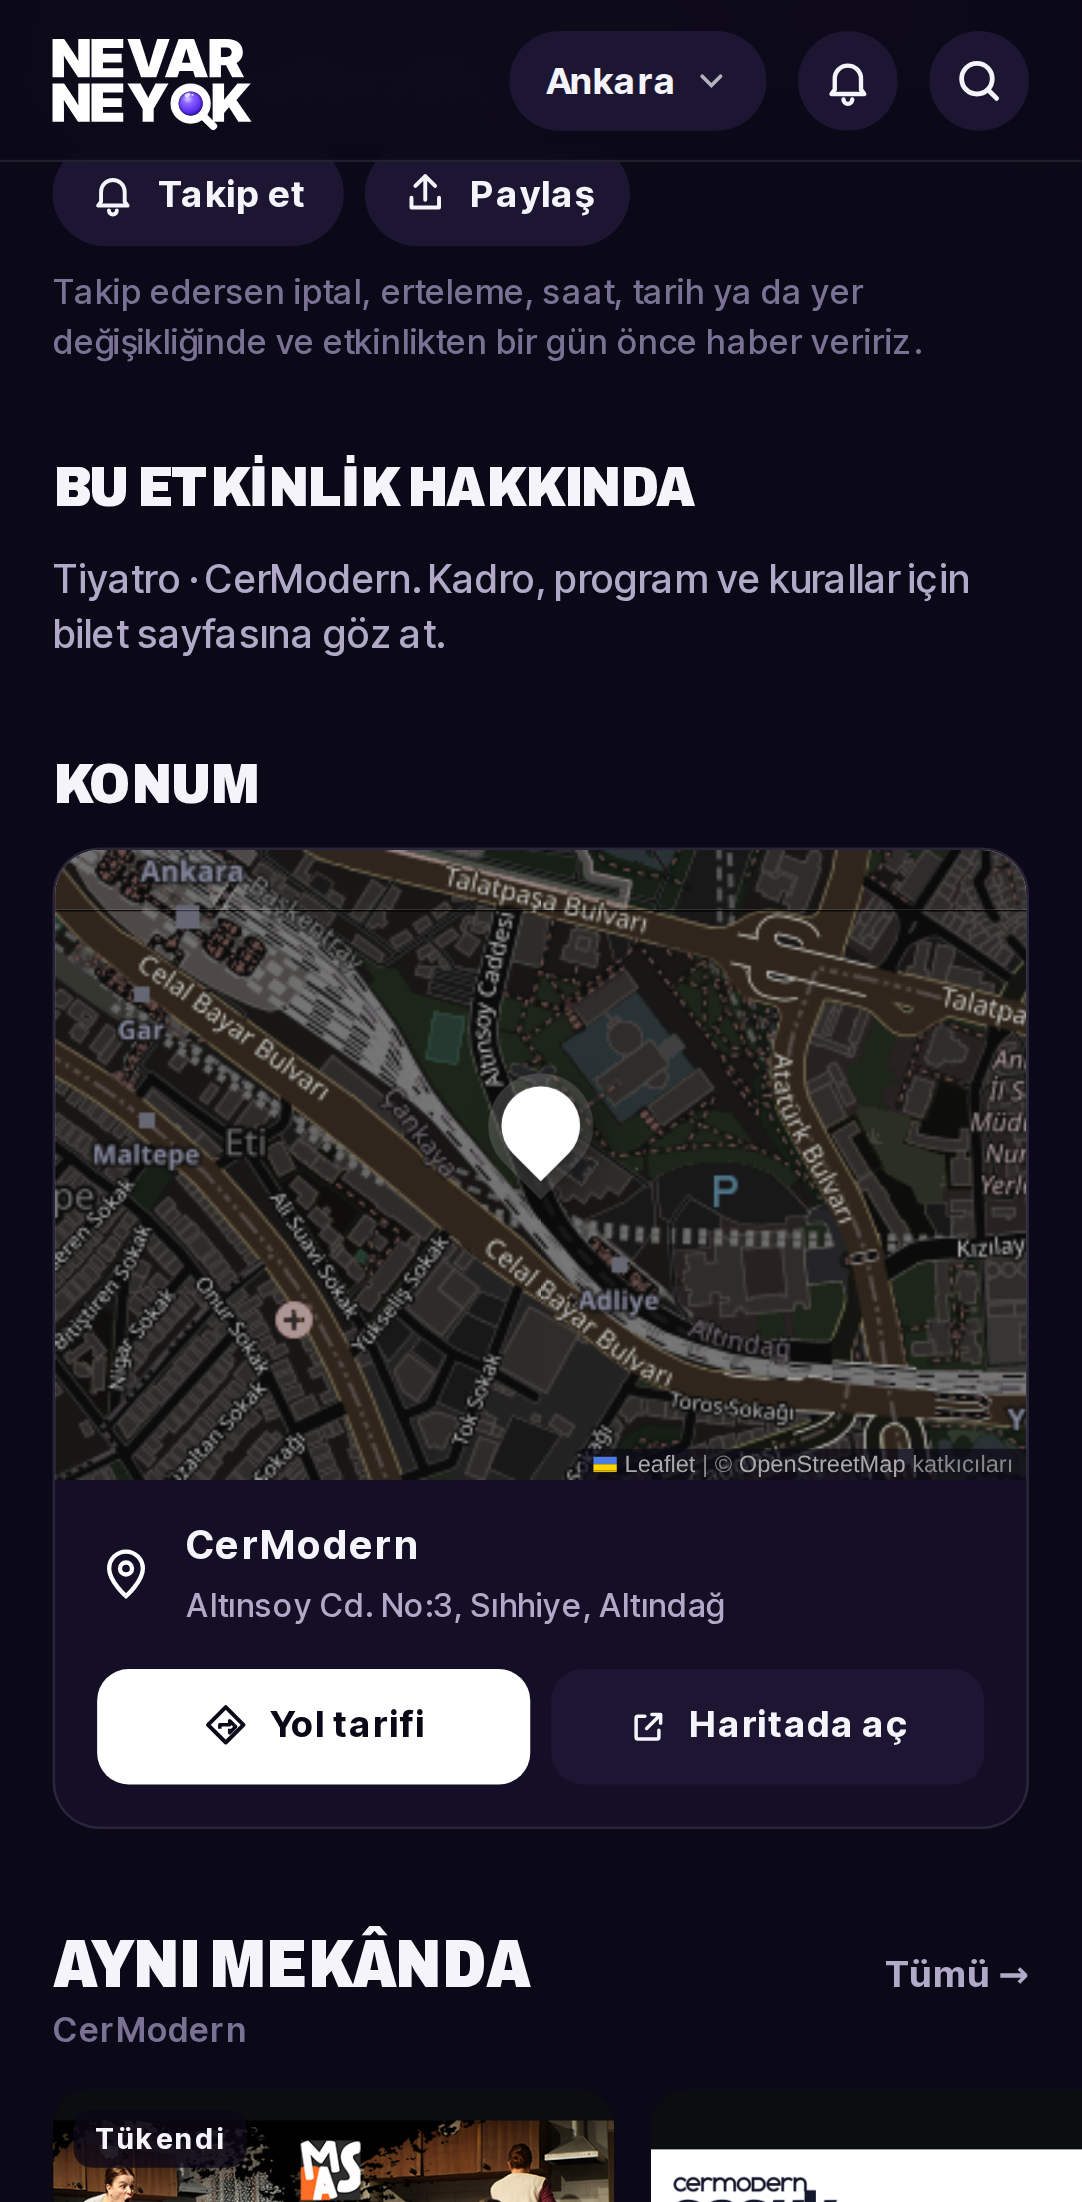 NEVAR
NEYOK
Ankara
Takip et
Paylaş
Takip edersen iptal, erteleme, saat, tarih ya da yer
değişikliğinde ve etkinlikten bir gün önce haber veririz.
BU ETKİNLİK HAKKINDA
Tiyatro · CerModern. Kadro, program ve kurallar için
bilet sayfasına göz at.
KONUM
Ankara
Başkentray
Talatpaşa Bulvarı
Altınsoy Caddesi
Celal Bayar Bulvarı
Talatpa
Gar
Atatürk Bulvarı
Çankaya
Eti
Maltepe
P
Ali Suavi Sokak
Yükseliş Sokak
Onur Sokak
Nigar Sokak
Celal Bayar Bulvarı
Adliye
Altındağ
Kızılay
Toros Sokağı
Tok Sokak
Leaflet | © OpenStreetMap katkıcıları
CerModern
Altınsoy Cd. No:3, Sıhhiye, Altındağ
Yol tarifi
Haritada aç
AYNI MEKÂNDA
Tümü →
CerModern
Tükendi
MSAS
cermodern